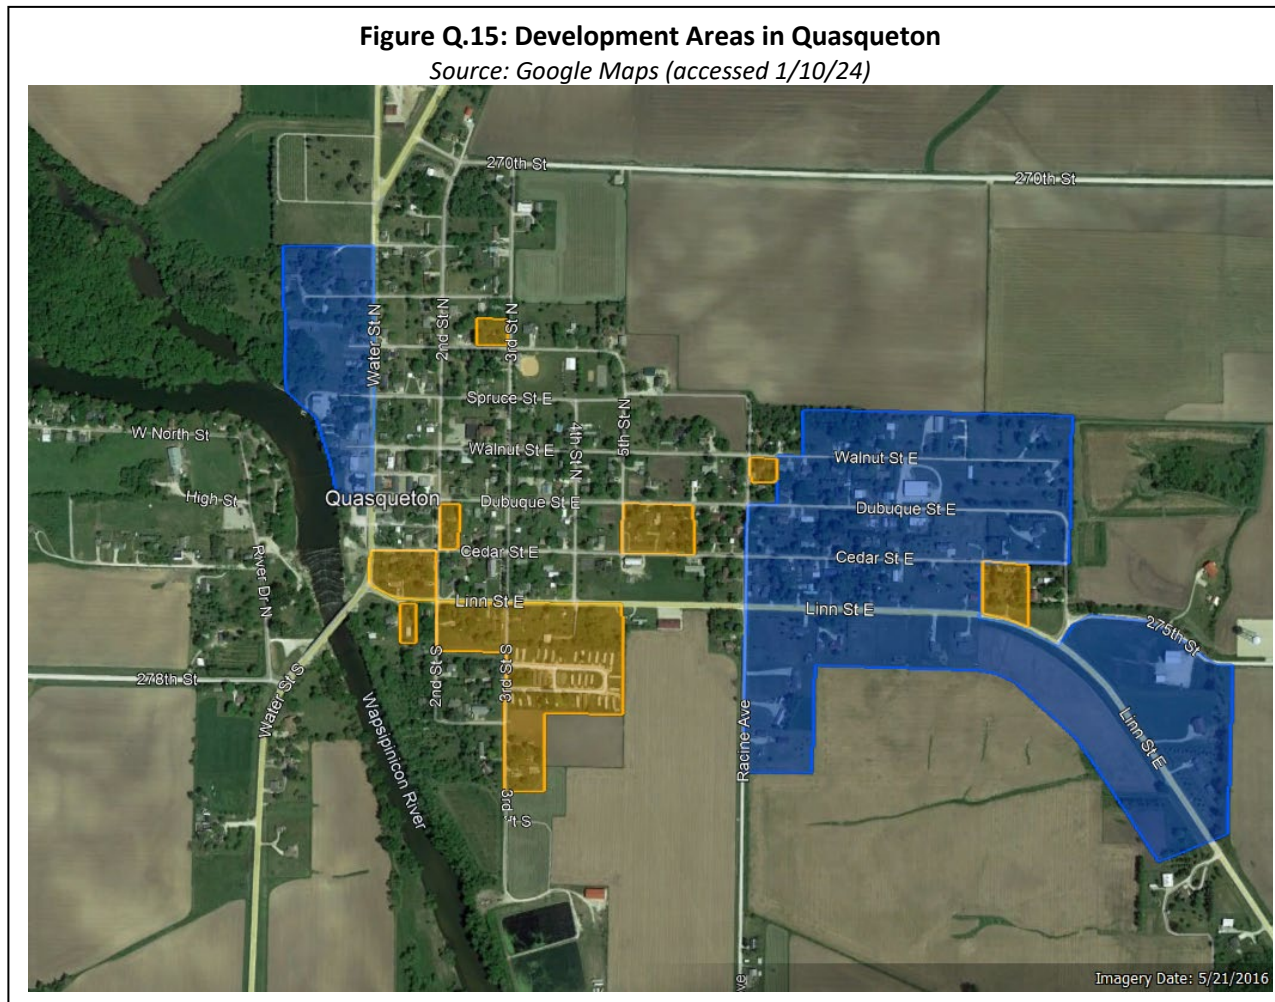 Figure Q.15: Development Areas in Quasqueton
Source: Google Maps (accessed 1/10/24)
270th St
270th St
Water St N
2nd St N
3rd St N
Spruce St E
W North St
4th St N
5th St N
Walnut St E
Walnut St E
High St
Quasqueton
Dubuque St E
Dubuque St E
Cedar St E
Cedar St E
River Dr N
Linn St E
Linn St E
275th St
278th St
Water St S
2nd St S
3rd St S
Wapsipinicon River
Racine Ave
Linn St E
3rd
t S
Imagery Date: 5/21/2016